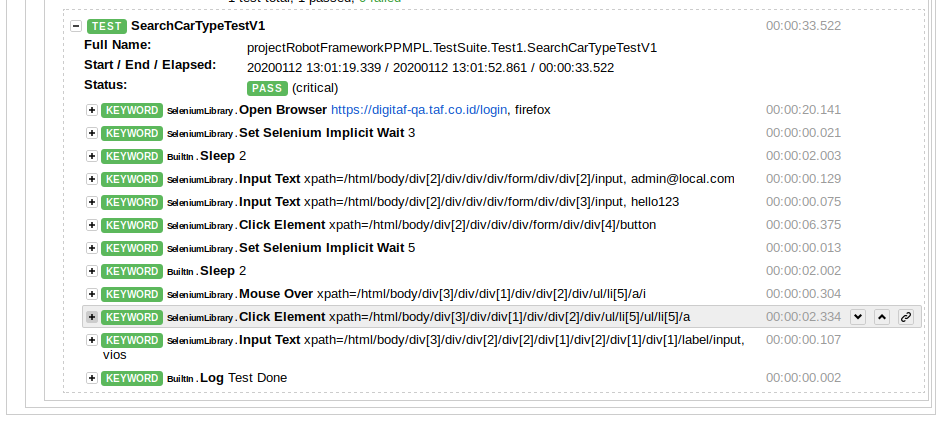 1 test total, 1 passed, 0 failed
TEST SearchCarTypeTestV1 00:00:33.522
Full Name: projectRobotFrameworkPPMPL.TestSuite.Test1.SearchCarTypeTestV1
Start / End / Elapsed: 20200112 13:01:19.339 / 20200112 13:01:52.861 / 00:00:33.522
Status: PASS (critical)
KEYWORD SeleniumLibrary . Open Browser https://digitaf-qa.taf.co.id/login, firefox 00:00:20.141
KEYWORD SeleniumLibrary . Set Selenium Implicit Wait 3 00:00:00.021
KEYWORD BuiltIn . Sleep 2 00:00:02.003
KEYWORD SeleniumLibrary . Input Text xpath=/html/body/div[2]/div/div/div/form/div/div[2]/input, admin@local.com 00:00:00.129
KEYWORD SeleniumLibrary . Input Text xpath=/html/body/div[2]/div/div/div/form/div/div[3]/input, hello123 00:00:00.075
KEYWORD SeleniumLibrary . Click Element xpath=/html/body/div[2]/div/div/div/form/div/div[4]/button 00:00:06.375
KEYWORD SeleniumLibrary . Set Selenium Implicit Wait 5 00:00:00.013
KEYWORD BuiltIn . Sleep 2 00:00:02.002
KEYWORD SeleniumLibrary . Mouse Over xpath=/html/body/div[3]/div/div[1]/div/div[2]/div/ul/li[5]/a/i 00:00:00.304
KEYWORD SeleniumLibrary . Click Element xpath=/html/body/div[3]/div/div[1]/div/div[2]/div/ul/li[5]/ul/li[5]/a 00:00:02.334
KEYWORD SeleniumLibrary . Input Text xpath=/html/body/div[3]/div/div[2]/div[2]/div[1]/div[2]/div[1]/div[1]/label/input, 00:00:00.107
vios
KEYWORD BuiltIn . Log Test Done 00:00:00.002